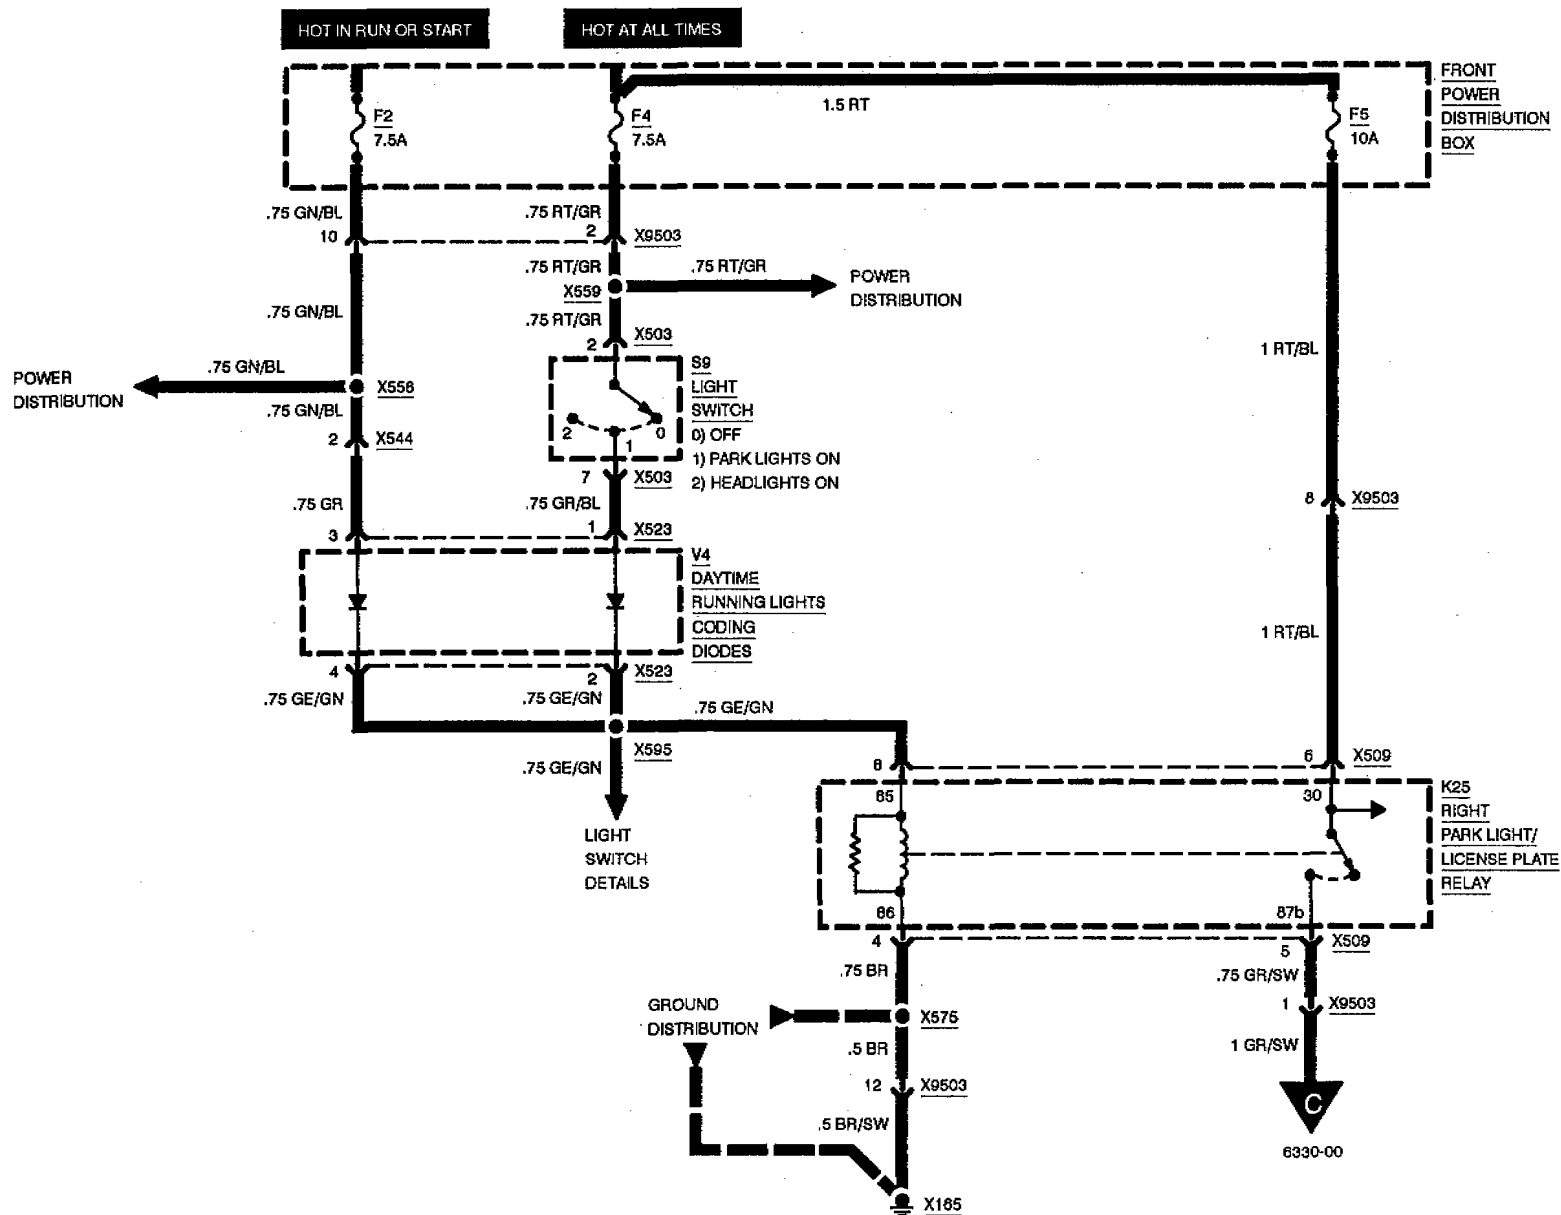 HOT IN RUN OR START
HOT AT ALL TIMES
FRONT
POWER
DISTRIBUTION
BOX
1.5 RT
F2
7.5A
F4
7.5A
F5
10A
.75 GN/BL
.75 RT/GR
10
2
X9503
.75 RT/GR
.75 RT/GR
POWER
DISTRIBUTION
X559
.75 GN/BL
.75 RT/GR
2
X503
1 RT/BL
.75 GN/BL
POWER
DISTRIBUTION
X556
.75 GN/BL
2
X544
S9
LIGHT
SWITCH
0) OFF
1) PARK LIGHTS ON
2) HEADLIGHTS ON
2
1
0
7
X503
.75 GR
.75 GR/BL
8
X9503
3
1
X523
V4
DAYTIME
RUNNING LIGHTS
CODING
DIODES
1 RT/BL
4
2
X523
.75 GE/GN
.75 GE/GN
.75 GE/GN
X595
.75 GE/GN
8
6
X509
85
30
K25
RIGHT
PARK LIGHT/
LICENSE PLATE
RELAY
LIGHT
SWITCH
DETAILS
86
87b
4
5
X509
.75 BR
.75 GR/SW
GROUND
DISTRIBUTION
X576
1
X9503
.5 BR
1 GR/SW
12
X9503
C
.5 BR/SW
6330-00
X165